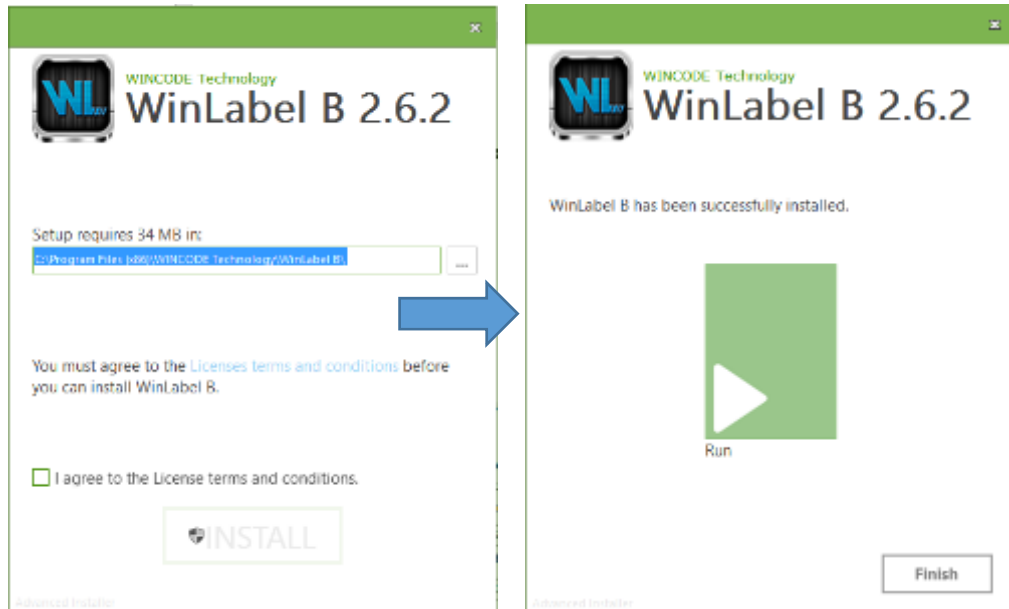 WINCODE Technology
WinLabel B 2.6.2
Setup requires 34 MB in:
C:\Program Files (x86)\WINCODE Technology\WinLabel B\
...
You must agree to the Licenses terms and conditions before
you can install WinLabel B.
I agree to the License terms and conditions.
INSTALL
Advanced Installer
WINCODE Technology
WinLabel B 2.6.2
WinLabel B has been successfully installed.
Run
Finish
Advanced Installer